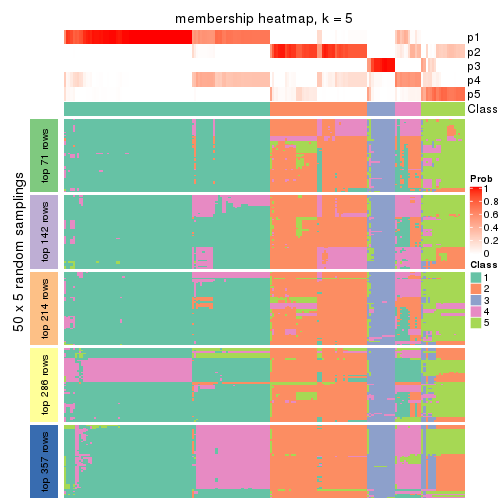 membership heatmap, k = 5
p1
p2
p3
p4
p5
Class
50 x 5 random samplings
top 71 rows
top 142 rows
top 214 rows
top 286 rows
top 357 rows
Prob
1
0.8
0.6
0.4
0.2
0
Class
1
2
3
4
5